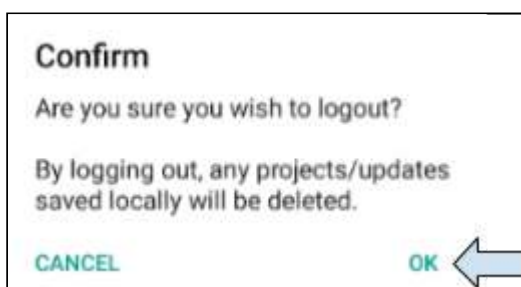 Confirm
Are you sure you wish to logout?
By logging out, any projects/updates
saved locally will be deleted.
CANCEL OK